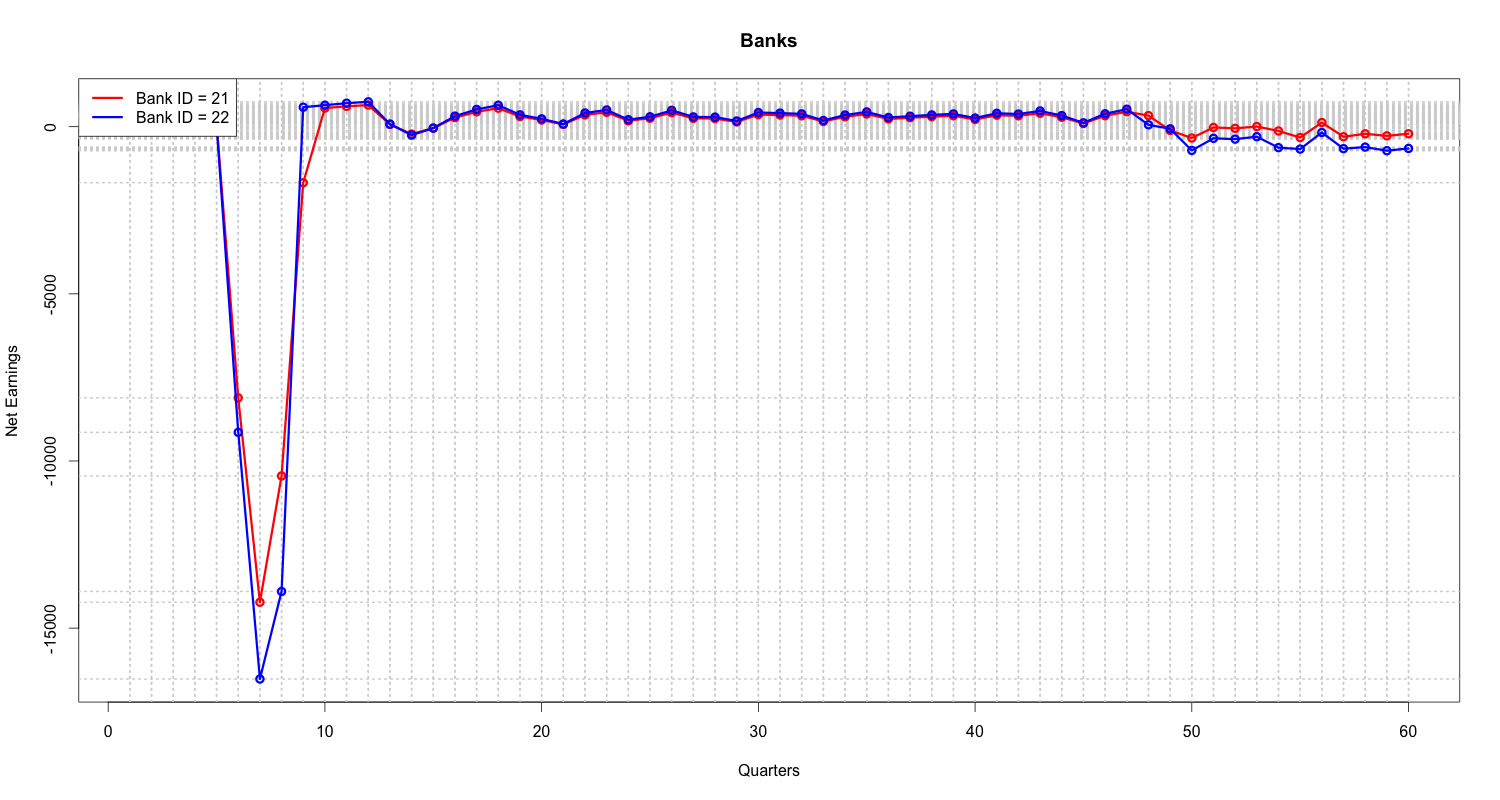 Banks
Bank ID = 21
Bank ID = 22
Net Earnings
0
-5000
-10000
-15000
0 10 20 30 40 50 60
Quarters